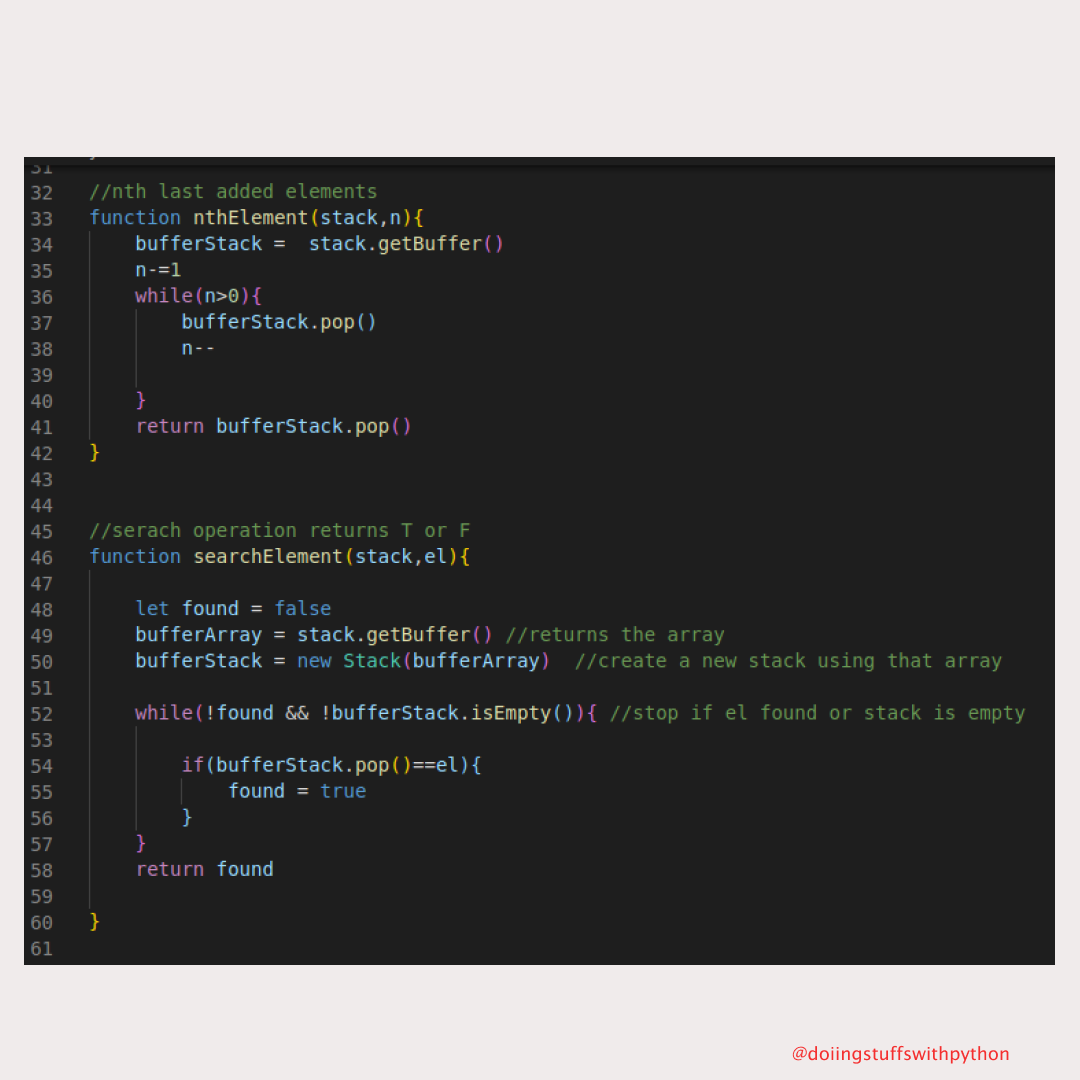 31
32 //nth last added elements
33 function nthElement(stack,n){
34 bufferStack =  stack.getBuffer()
35 n-=1
36 while(n>0){
37 bufferStack.pop()
38 n--
39
40 }
41 return bufferStack.pop()
42 }
43
44
45 //serach operation returns T or F
46 function searchElement(stack,el){
47
48 let found = false
49 bufferArray = stack.getBuffer() //returns the array
50 bufferStack = new Stack(bufferArray)  //create a new stack using that array
51
52 while(!found && !bufferStack.isEmpty()){ //stop if el found or stack is empty
53
54 if(bufferStack.pop()==el){
55 found = true
56 }
57 }
58 return found
59
60 }
61
@doiingstuffswithpython